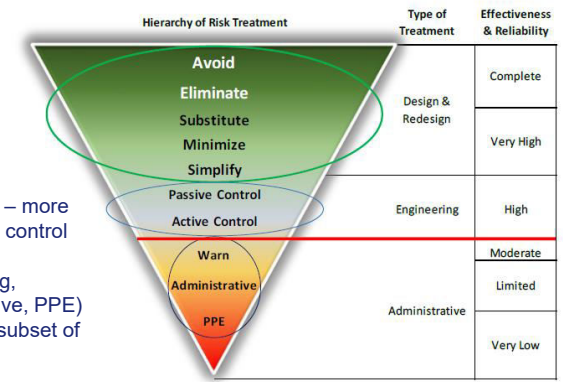 Hierarchy of Risk Treatment
Type of
Treatment
Effectiveness
& Reliability
Avoid
Eliminate
Substitute
Minimize
Simplify
Passive Control
Active Control
Warn
Administrative
PPE
Design &
Redesign
Engineering
Administrative
Complete
Very High
High
Moderate
Limited
Very Low
– more
control
g,
ive, PPE)
subset of